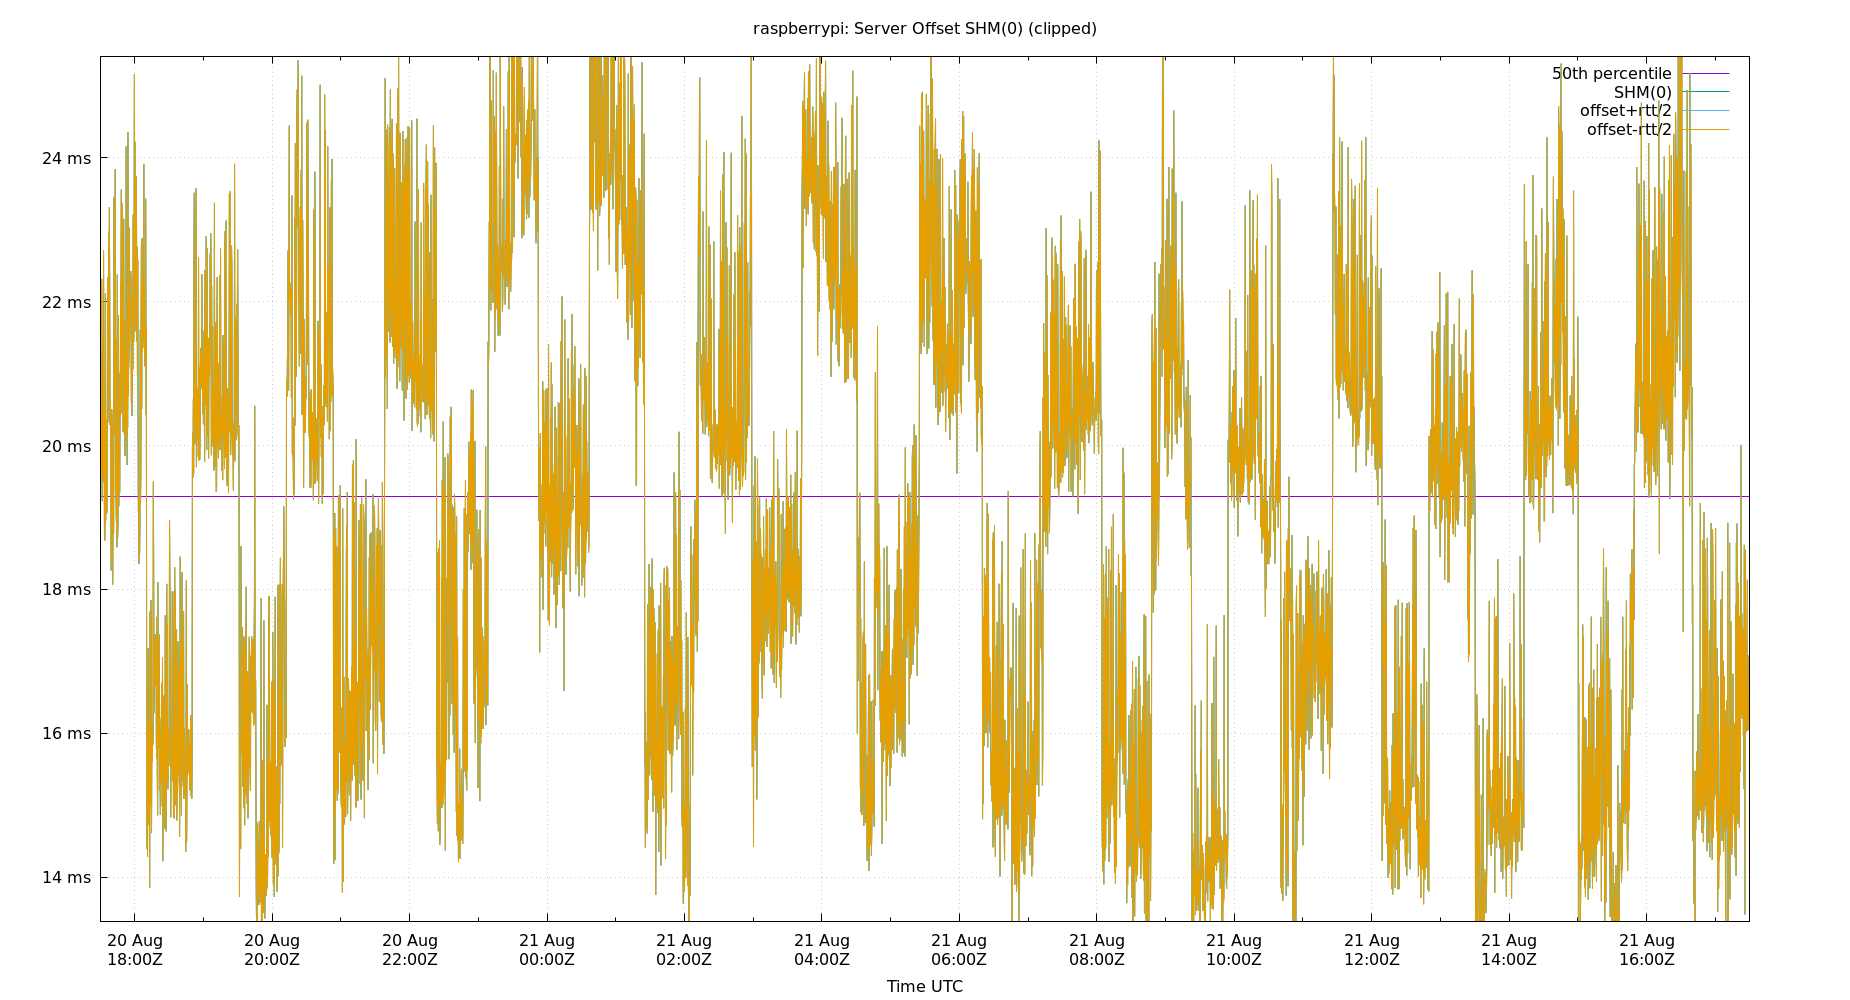 raspberrypi: Server Offset SHM(0) (clipped)
50th percentile
SHM(0)
offset+rtt/2
offset-rtt/2
24 ms
22 ms
20 ms
18 ms
16 ms
14 ms
20 Aug 20 Aug 20 Aug 21 Aug 21 Aug 21 Aug 21 Aug 21 Aug 21 Aug 21 Aug 21 Aug 21 Aug
18:00Z 20:00Z 22:00Z 00:00Z 02:00Z 04:00Z 06:00Z 08:00Z 10:00Z 12:00Z 14:00Z 16:00Z
Time UTC